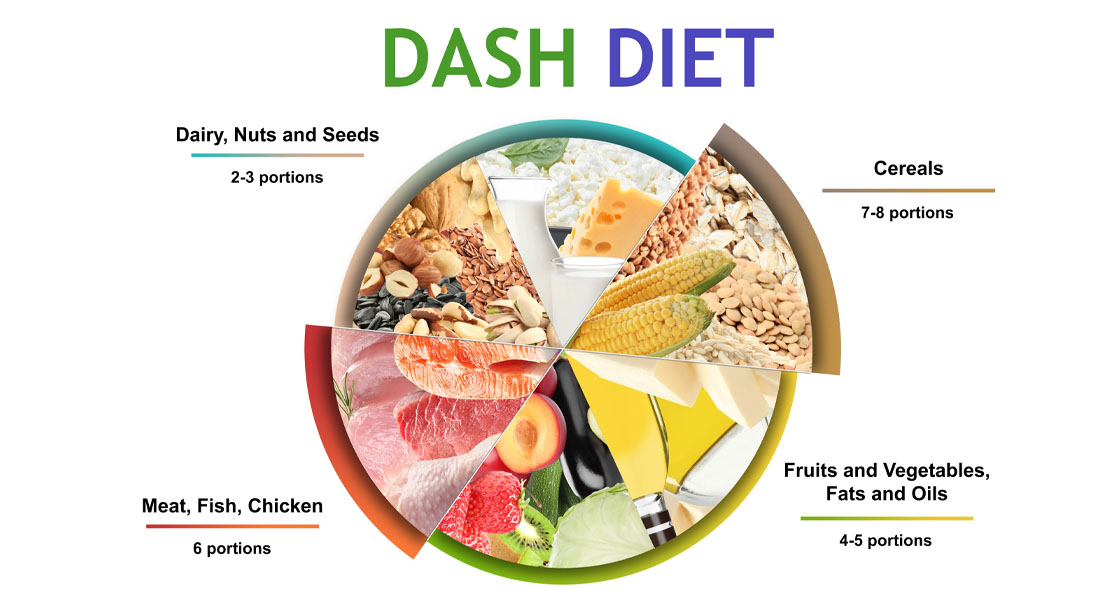 DASH DIET
Dairy, Nuts and Seeds
2-3 portions
Cereals
7-8 portions
Meat, Fish, Chicken
6 portions
Fruits and Vegetables,
Fats and Oils
4-5 portions